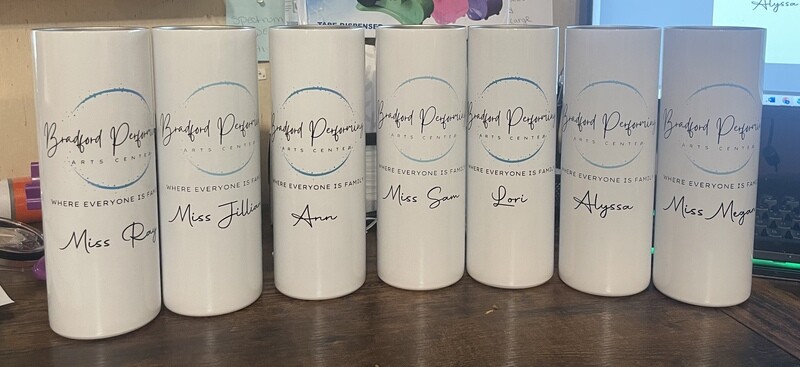 TAPE DISPENSER
Alyssa
Bradford Performing
ARTS CENTER
WHERE EVERYONE IS FAM
Miss Ray
Bradford Performing
ARTS CENTER
WHERE EVERYONE IS FAMI
Miss Jillia
Bradford Performing
ARTS CENTER
WHERE EVERYONE IS FAMILY
Ann
Bradford Performing
ARTS CENTER
WHERE EVERYONE IS FAMILY
Miss Sam
Bradford Performing
ARTS CENTER
WHERE EVERYONE IS FAMILY
Lori
Bradford Performing
ARTS CENTER
WHERE EVERYONE IS FAMILY
Alyssa
Bradford Performing
ARTS CENTER
WHERE EVERYONE IS FAMILY
Miss Megan